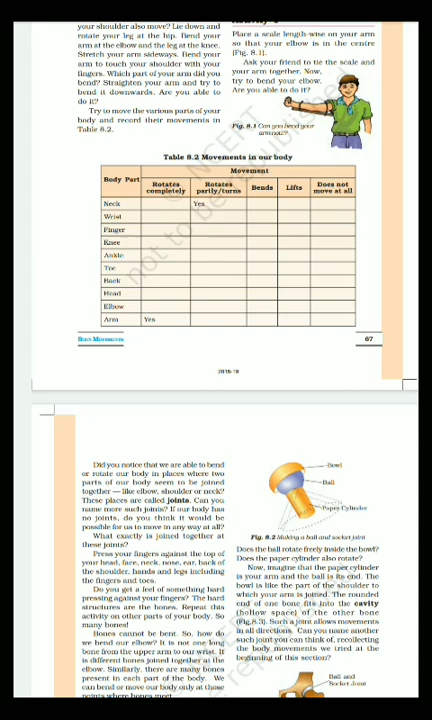 your shoulder also move? Lie down and
rotate your leg at the hip. Bend your
arm at the elbow and the leg at the knee.
Stretch your arm sideways. Bend your
arm to touch your shoulder with your
fingers. Which part of your arm did you
bend? Straighten your arm and try to
bend it downwards. Are you able to
do it?
Try to move the various parts of your
body and record their movements in
Table 8.2.
Place a scale length-wise on your arm
so that your elbow is in the centre
(Fig. 8.1).
Ask your friend to tie the scale and
your arm together. Now,
try to bend your elbow.
Are you able to do it?
Fig. 8.1 Can you bend your
arm now?
Table 8.2 Movements in our body
Body Part
Movement
Rotates completely
Rotates partly/turns
Bends
Lifts
Does not move at all
Neck Yes
Wrist
Finger
Knee
Ankle
Toe
Back
Head
Elbow
Arm Yes
BODY MOVEMENTS
67
2018-19
Did you notice that we are able to bend
or rotate our body in places where two
parts of our body seem to be joined
together — like elbow, shoulder or neck?
These places are called joints. Can you
name more such joints? If our body has
no joints, do you think it would be
possible for us to move in any way at all?
What exactly is joined together at
these joints?
Press your fingers against the top of
your head, face, neck, nose, ear, back of
the shoulder, hands and legs including
the fingers and toes.
Do you get a feel of something hard
pressing against your fingers? The hard
structures are the bones. Repeat this
activity on other parts of your body. So
many bones!
Bones cannot be bent. So, how do
we bend our elbow? It is not one long
bone from the upper arm to our wrist. It
is different bones joined together at the
elbow. Similarly, there are many bones
present in each part of the body. We
can bend or move our body only at those
points where bones meet.
Bowl
Ball
Paper Cylinder
Fig. 8.2 Making a ball and socket joint
Does the ball rotate freely inside the bowl?
Does the paper cylinder also rotate?
Now, imagine that the paper cylinder
is your arm and the ball is its end. The
bowl is like the part of the shoulder to
which your arm is joined. The rounded
end of one bone fits into the cavity
(hollow space) of the other bone
(Fig.8.3). Such a joint allows movements
in all directions. Can you name another
such joint you can think of, recollecting
the body movements we tried at the
beginning of this section?
Ball and
Socket Joint